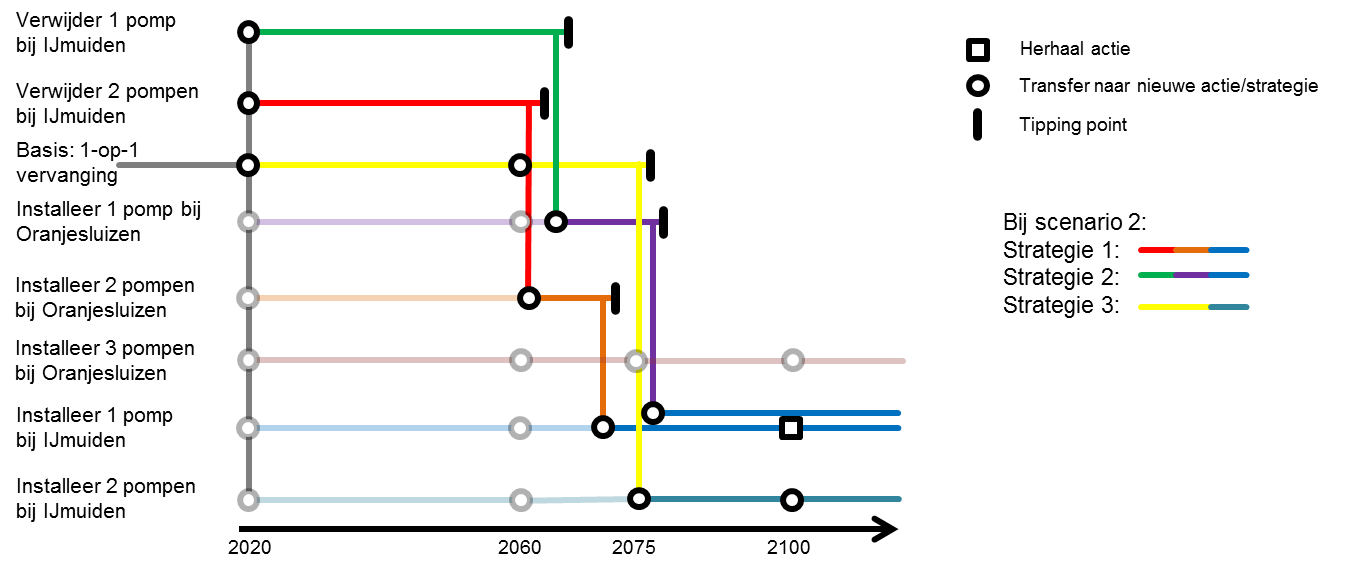 Verwijder 1 pomp
bij IJmuiden
Verwijder 2 pompen
bij IJmuiden
Basis: 1-op-1
vervanging
Installeer 1 pomp bij
Oranjesluizen
Installeer 2 pompen
bij Oranjesluizen
Installeer 3 pompen
bij Oranjesluizen
Installeer 1 pomp
bij IJmuiden
Installeer 2 pompen
bij IJmuiden
2020
2060
2075
2100
Herhaal actie
Transfer naar nieuwe actie/strategie
Tipping point
Bij scenario 2:
Strategie 1:
Strategie 2:
Strategie 3: